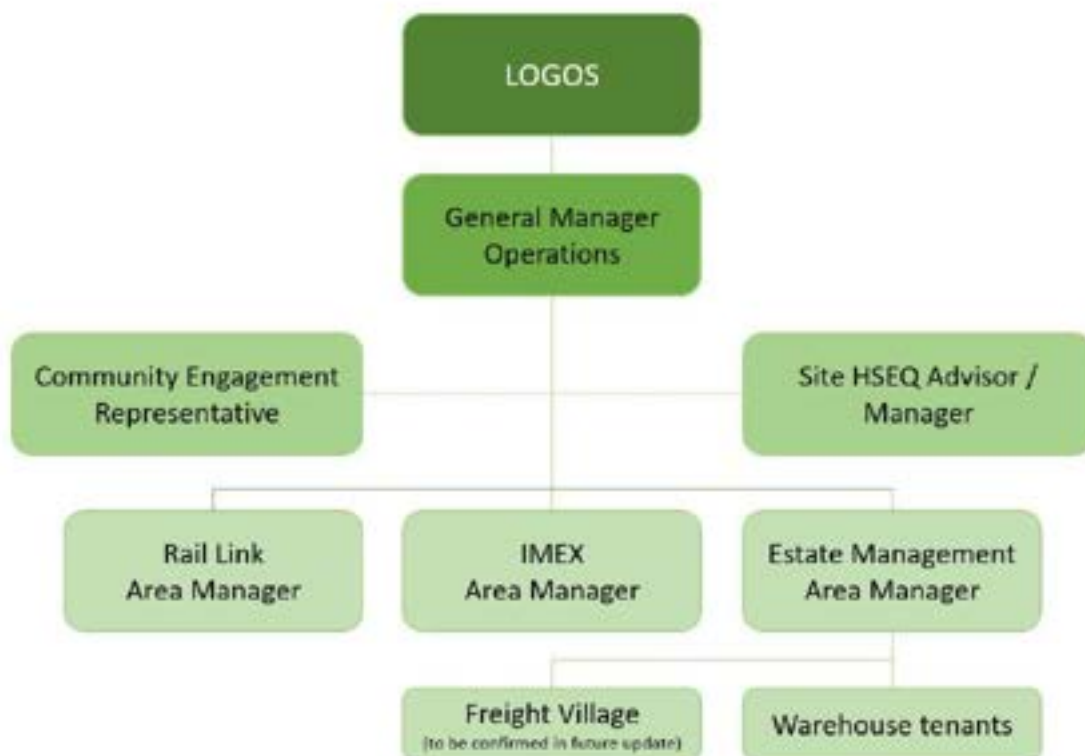 LOGOS
General Manager
Operations
Community Engagement
Representative
Site HSEQ Advisor /
Manager
Rail Link
Area Manager
IMEX
Area Manager
Estate Management
Area Manager
Freight Village
(to be confirmed in future update)
Warehouse tenants